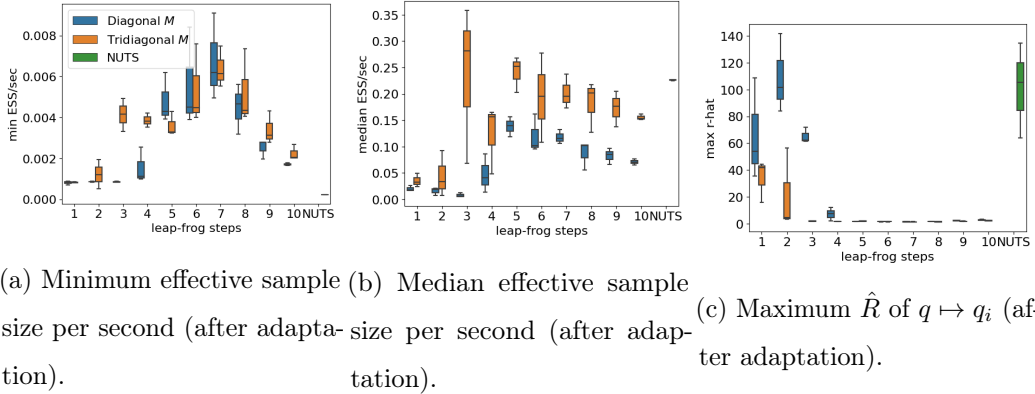 Diagonal M
Tridiagonal M
NUTS
0.008
0.006
0.004
0.002
0.000
min ESS/sec
1 2 3 4 5 6 7 8 9 10 NUTS
leap-frog steps
0.35
0.30
0.25
0.20
0.15
0.10
0.05
0.00
median ESS/sec
1 2 3 4 5 6 7 8 9 10 NUTS
leap-frog steps
140
120
100
80
60
40
20
0
max r-hat
1 2 3 4 5 6 7 8 9 10 NUTS
leap-frog steps
(a) Minimum effective sample
size per second (after adapta-
tion).
(b) Median effective sample
size per second (after adap-
tation).
(c) Maximum R̂ of q ↦ q_i (af-
ter adaptation).